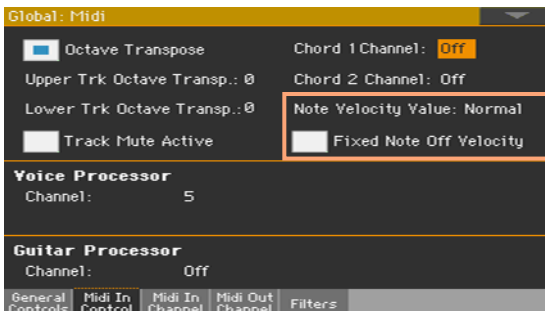 Global: Midi
Octave Transpose
Chord 1 Channel: Off
Upper Trk Octave Transp.: 0
Chord 2 Channel: Off
Lower Trk Octave Transp.: 0
Note Velocity Value: Normal
Track Mute Active
Fixed Note Off Velocity
Voice Processor
Channel: 5
Guitar Processor
Channel: Off
General Controls
Midi In Control
Midi In Channel
Midi Out Channel
Filters